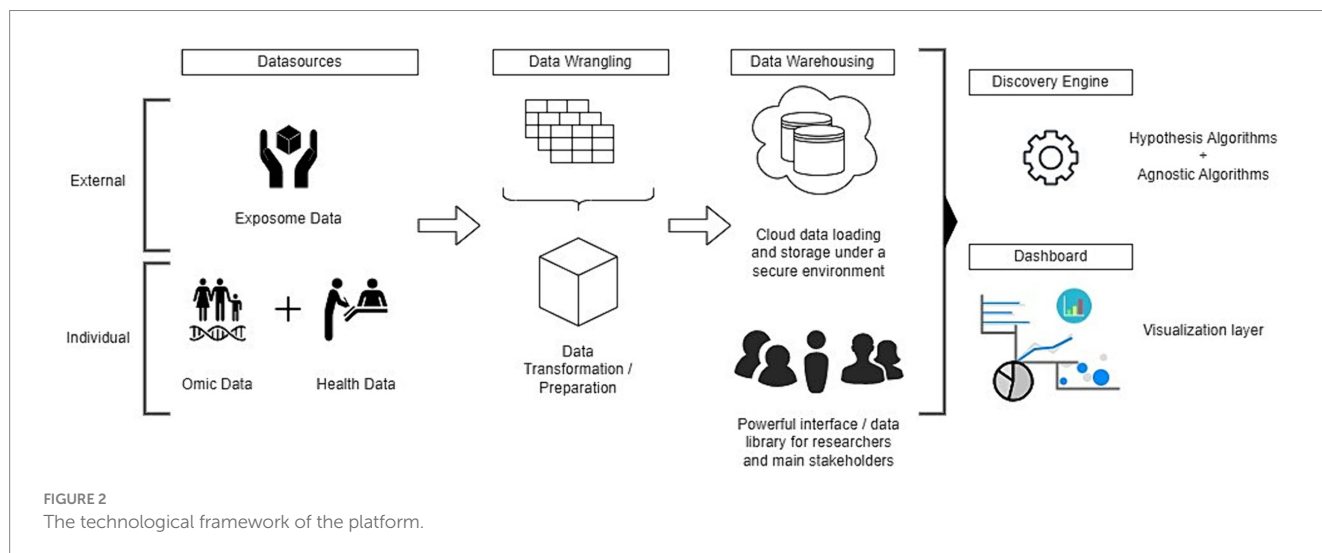 Datasources
External
Exposome Data
Individual
Omic Data
Health Data
Data Wrangling
Data
Transformation /
Preparation
Data Warehousing
Cloud data loading
and storage under a
secure environment
Powerful interface / data
library for researchers
and main stakeholders
Discovery Engine
Hypothesis Algorithms
+
Agnostic Algorithms
Dashboard
Visualization layer
FIGURE 2
The technological framework of the platform.